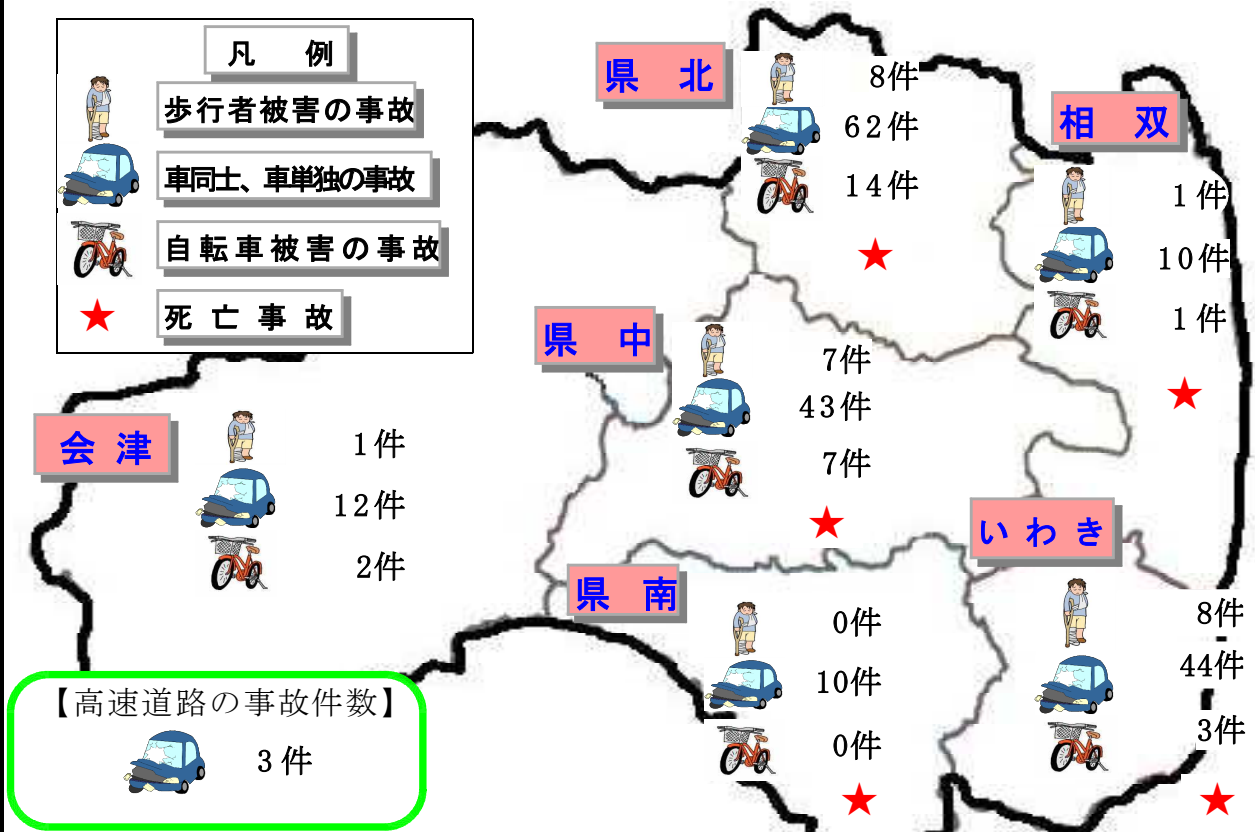 凡 例
歩行者被害の事故
車同士、車単独の事故
自転車被害の事故
死亡事故
県 北
8件
62件
14件
相 双
1件
10件
1件
県 中
7件
43件
7件
会 津
1件
12件
2件
いわき
8件
44件
3件
県 南
0件
10件
0件
【高速道路の事故件数】
3件